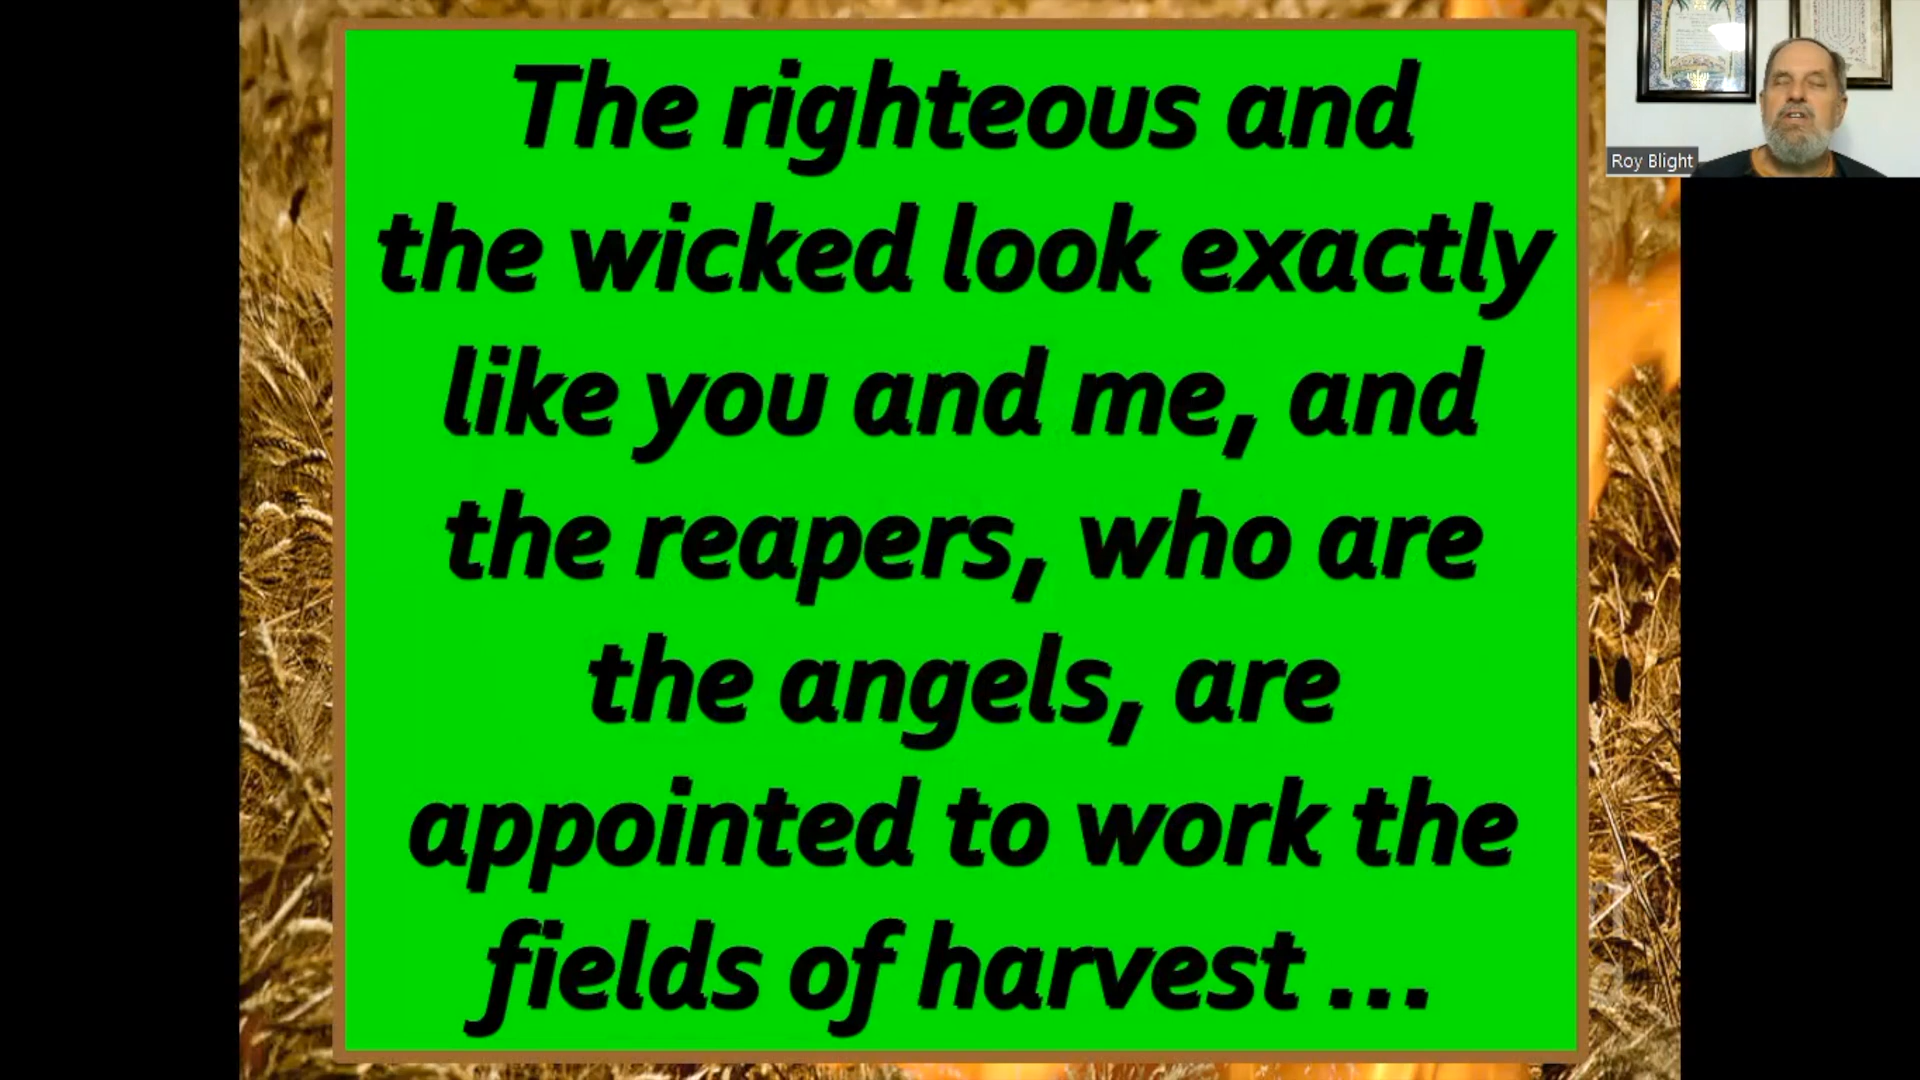 The righteous and
the wicked look exactly
like you and me, and
the reapers, who are
the angels, are
appointed to work the
fields of harvest ...
Roy Blight